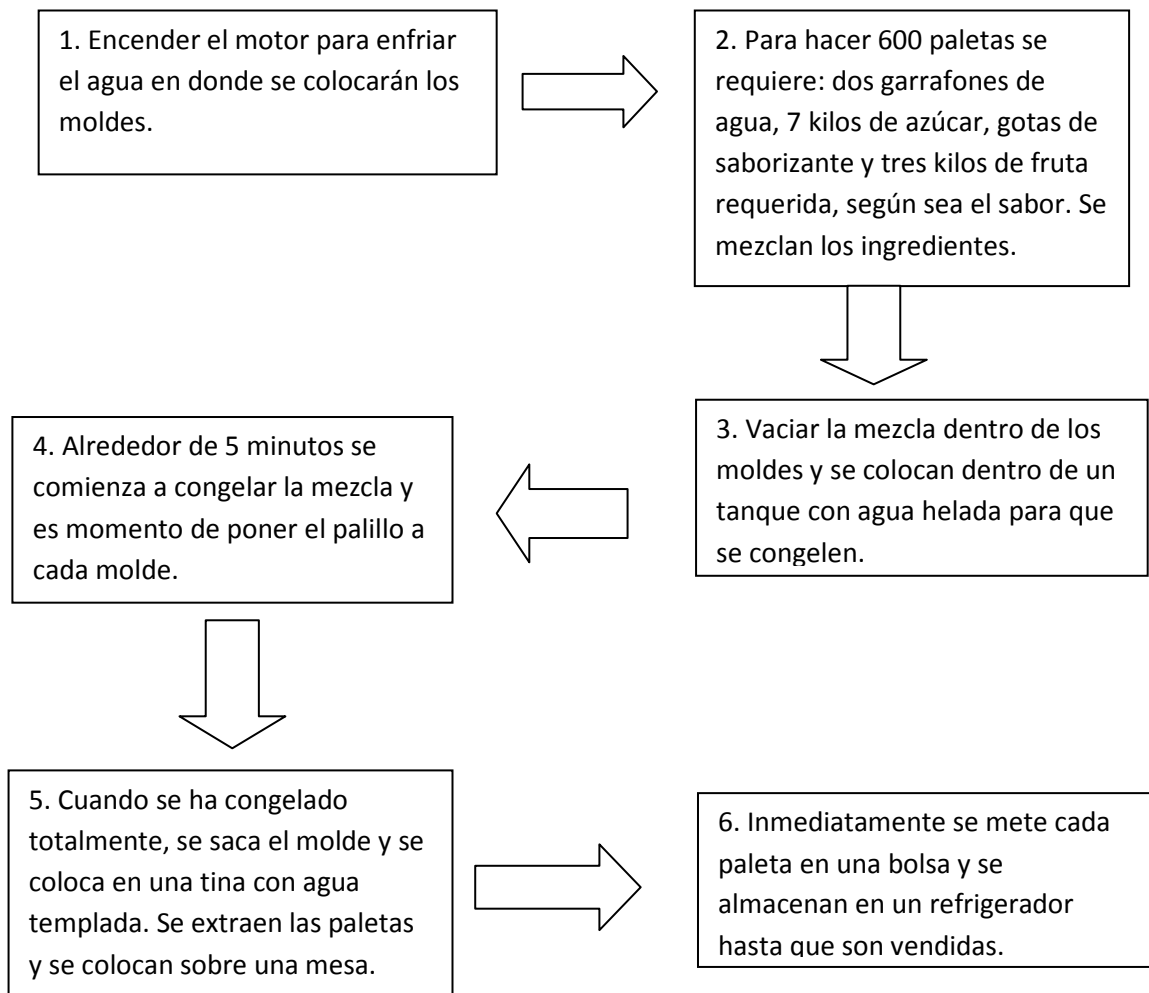 1. Encender el motor para enfriar
el agua en donde se colocarán los
moldes.
2. Para hacer 600 paletas se
requiere: dos garrafones de
agua, 7 kilos de azúcar, gotas de
saborizante y tres kilos de fruta
requerida, según sea el sabor. Se
mezclan los ingredientes.
3. Vaciar la mezcla dentro de los
moldes y se colocan dentro de un
tanque con agua helada para que
se congelen.
4. Alrededor de 5 minutos se
comienza a congelar la mezcla y
es momento de poner el palillo a
cada molde.
5. Cuando se ha congelado
totalmente, se saca el molde y se
coloca en una tina con agua
templada. Se extraen las paletas
y se colocan sobre una mesa.
6. Inmediatamente se mete cada
paleta en una bolsa y se
almacenan en un refrigerador
hasta que son vendidas.